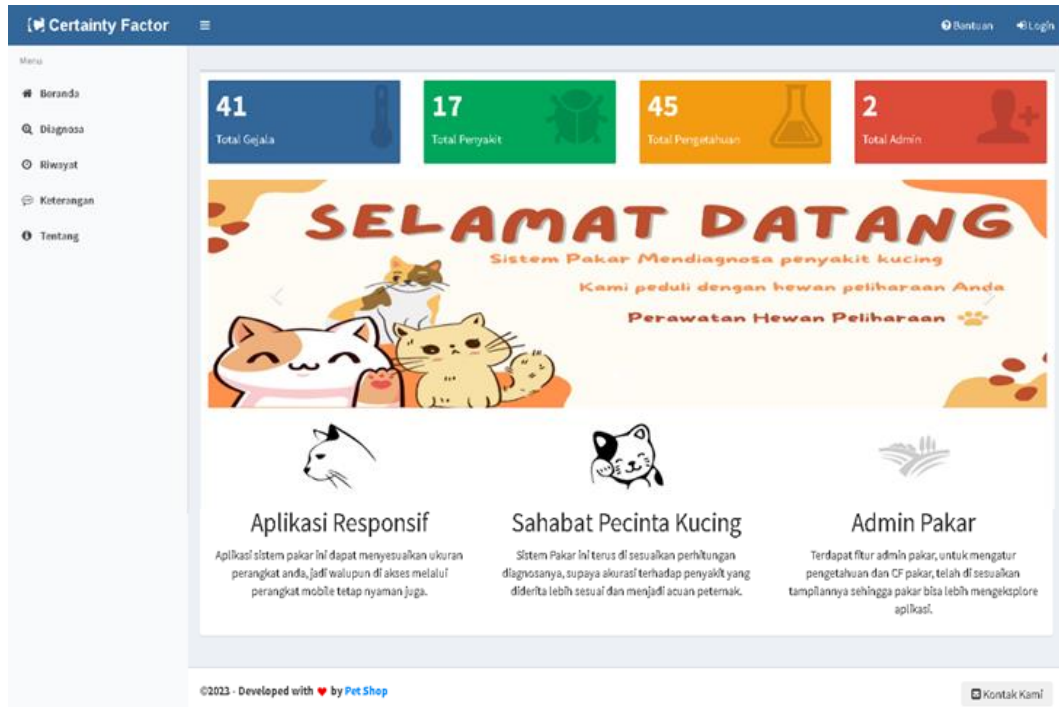 Certainty Factor
Bantuan
Login
Menu
Beranda
Diagnosa
Riwayat
Keterangan
Tentang
41
Total Gejala
17
Total Penyakit
45
Total Pengetahuan
2
Total Admin
SELAMAT DATANG
Sistem Pakar Mendiagnosa penyakit kucing
Kami peduli dengan hewan peliharaan Anda
Perawatan Hewan Peliharaan
Aplikasi Responsif
Aplikasi sistem pakar ini dapat menyesuaikan ukuran
perangkat anda, jadi walupun di akses melalui
perangkat mobile tetap nyaman juga.
Sahabat Pecinta Kucing
Sistem Pakar ini terus di sesuaikan perhitungan
diagnosanya, supaya akurasi terhadap penyakit yang
diderita lebih sesuai dan menjadi acuan peternak.
Admin Pakar
Terdapat fitur admin pakar, untuk mengatur
pengetahuan dan CF pakar, telah di sesuaikan
tampilannya sehingga pakar bisa lebih mengeksplore
aplikasi.
©2023 - Developed with ♥ by Pet Shop
Kontak Kami